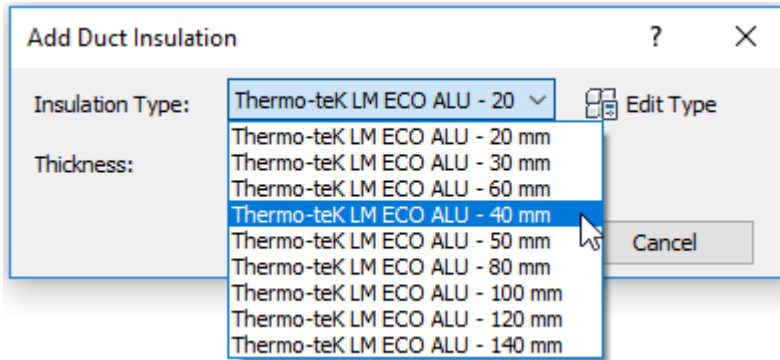 Add Duct Insulation ? ×
Insulation Type: Thermo-teK LM ECO ALU - 20 Edit Type
Thermo-teK LM ECO ALU - 20 mm
Thickness: Thermo-teK LM ECO ALU - 30 mm
Thermo-teK LM ECO ALU - 60 mm
Thermo-teK LM ECO ALU - 40 mm
Thermo-teK LM ECO ALU - 50 mm Cancel
Thermo-teK LM ECO ALU - 80 mm
Thermo-teK LM ECO ALU - 100 mm
Thermo-teK LM ECO ALU - 120 mm
Thermo-teK LM ECO ALU - 140 mm